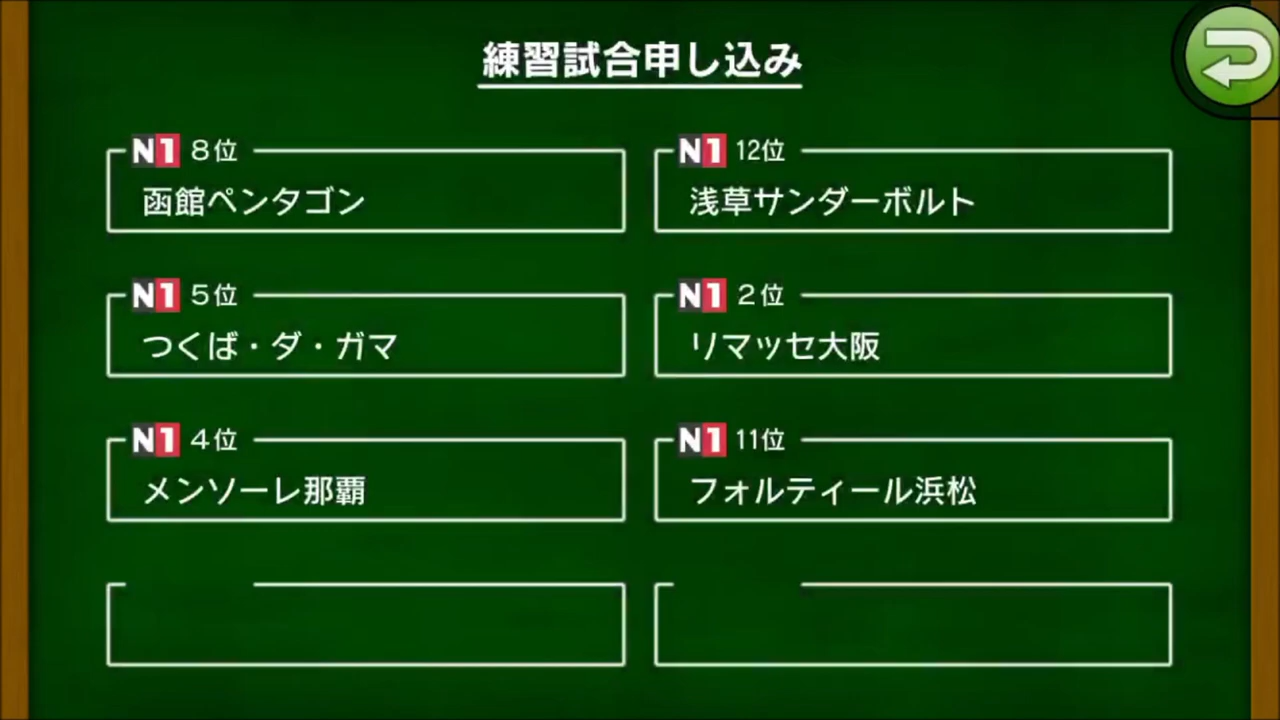 練習試合申し込み
N1 8位
函館ペンタゴン
N1 12位
浅草サンダーボルト
N1 5位
つくば・ダ・ガマ
N1 2位
リマッセ大阪
N1 4位
メンソーレ那覇
N1 11位
フォルティール浜松